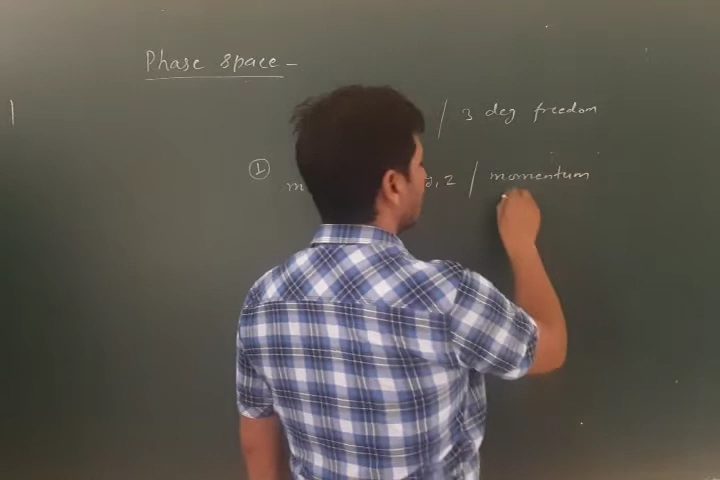 Phase space -
/ 3 deg freedom
① , z / momentum